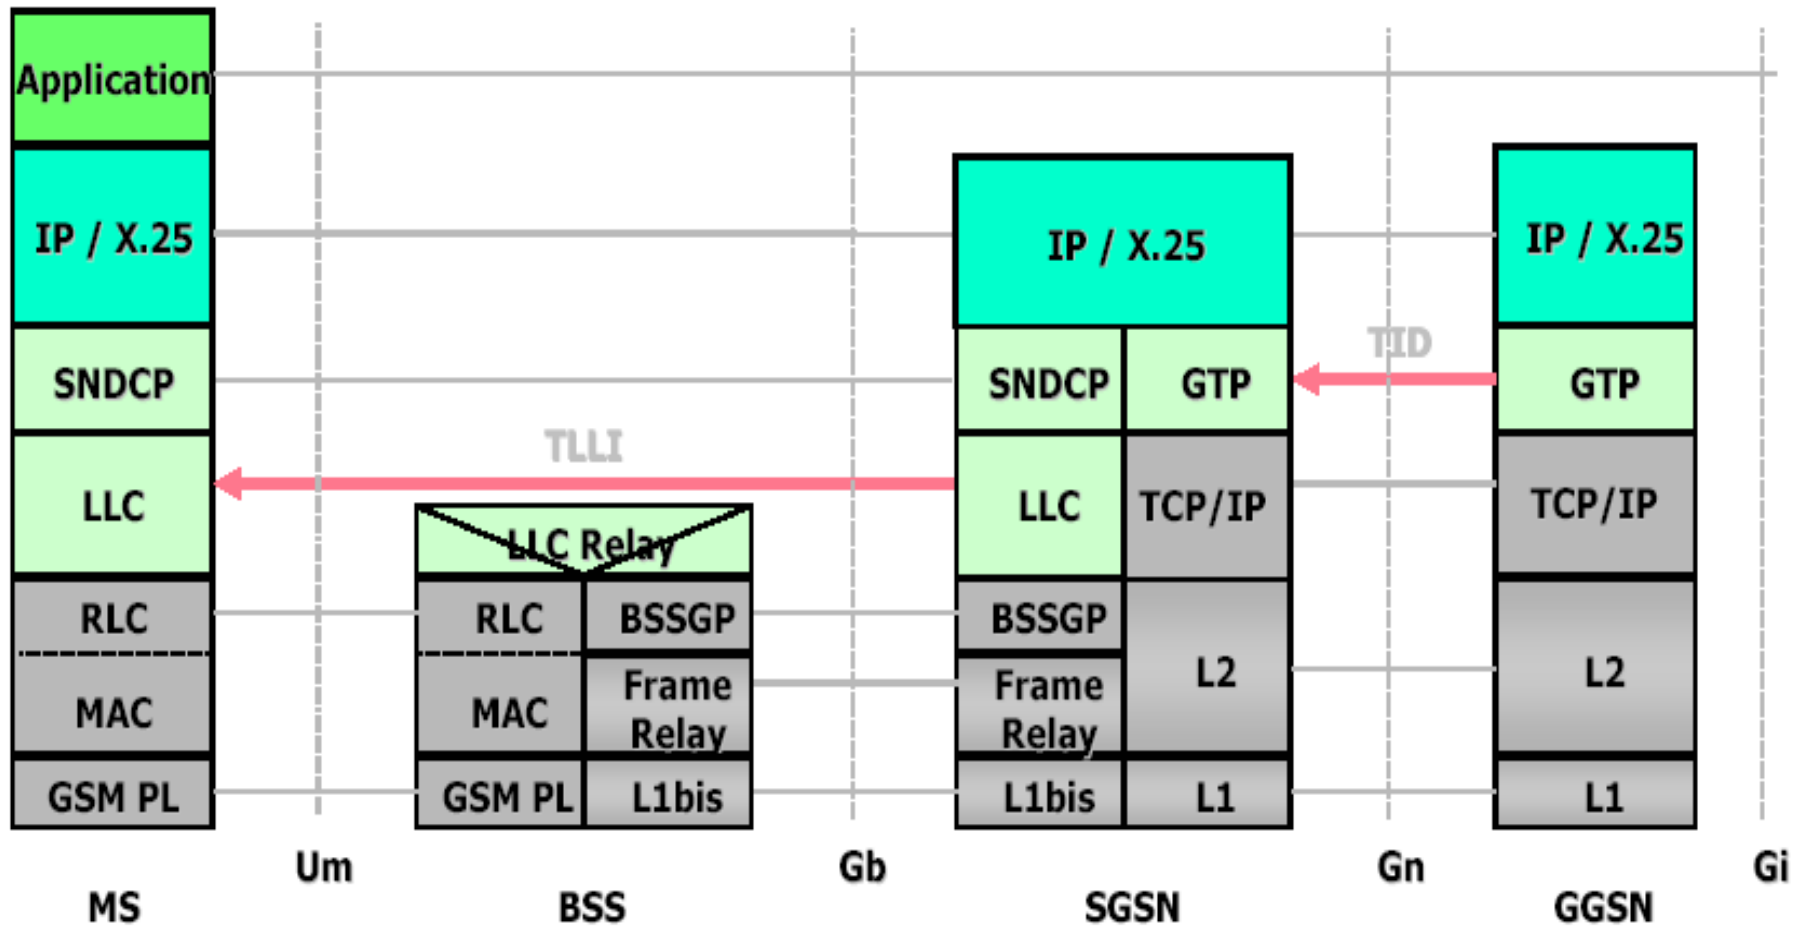 Application
IP / X.25
IP / X.25
IP / X.25
TID
SNDCP
SNDCP
GTP
GTP
TLLI
LLC
LLC Relay
LLC
TCP/IP
TCP/IP
RLC
RLC
BSSGP
BSSGP
L2
L2
MAC
MAC
Frame
Relay
Frame
Relay
GSM PL
GSM PL
L1bis
L1bis
L1
L1
Um
Gb
Gn
Gi
MS
BSS
SGSN
GGSN